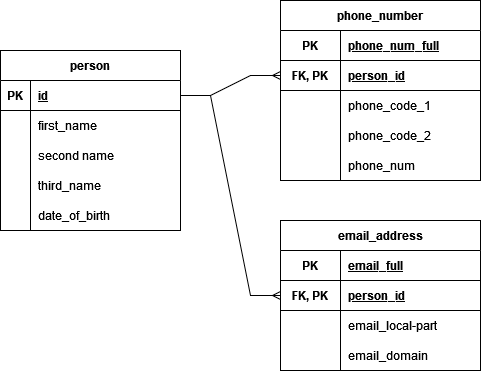 person
PK id
first_name
second name
third_name
date_of_birth
phone_number
PK phone_num_full
FK, PK person_id
phone_code_1
phone_code_2
phone_num
email_address
PK email_full
FK, PK person_id
email_local-part
email_domain